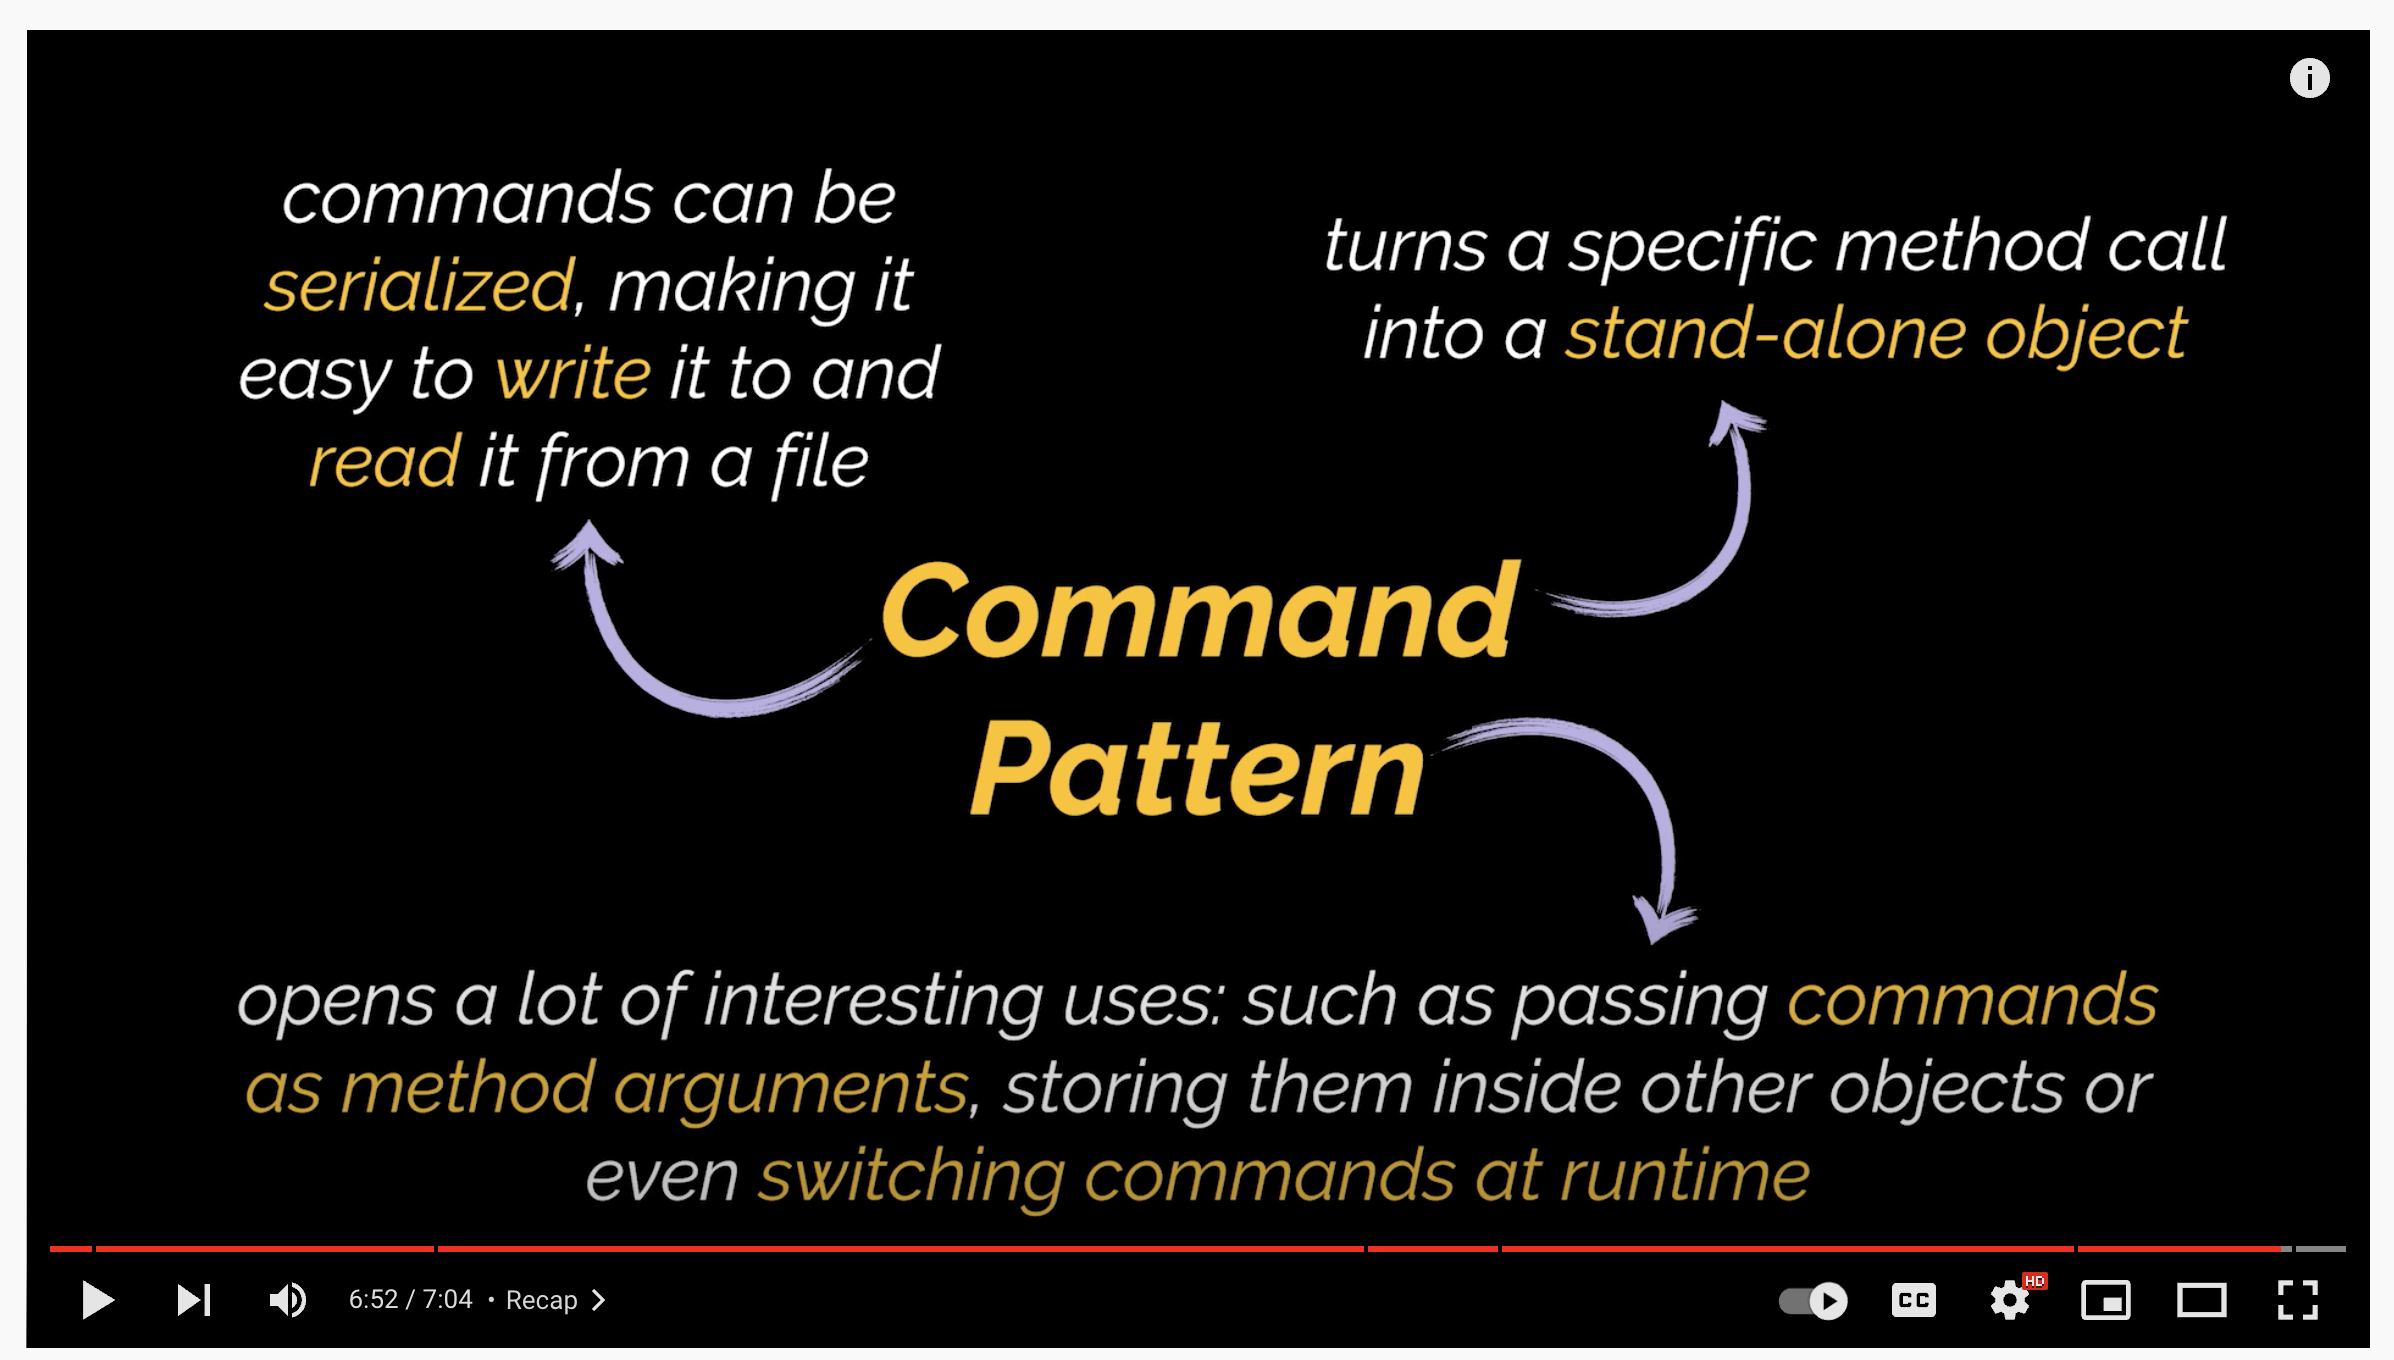 commands can be
serialized, making it
easy to write it to and
read it from a file
turns a specific method call
into a stand-alone object
Command
Pattern
opens a lot of interesting uses: such as passing commands
as method arguments, storing them inside other objects or
even switching commands at runtime
6:52 / 7:04 • Recap
CC
HD